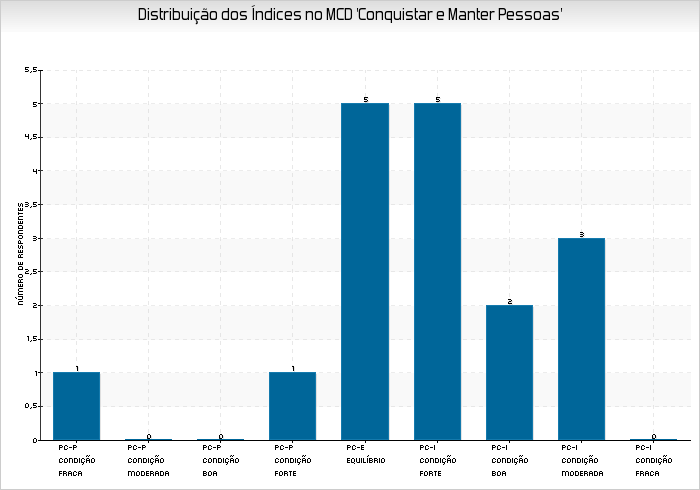 Distribuição dos Índices no MCD 'Conquistar e Manter Pessoas'
NÚMERO DE RESPONDENTES
5,5
5
4,5
4
3,5
3
2,5
2
1,5
1
0,5
0
1
0
0
1
5
5
2
3
0
PC-P
CONDIÇÃO
FRACA
PC-P
CONDIÇÃO
MODERADA
PC-P
CONDIÇÃO
BOA
PC-P
CONDIÇÃO
FORTE
PC-E
EQUILÍBRIO
PC-I
CONDIÇÃO
FORTE
PC-I
CONDIÇÃO
BOA
PC-I
CONDIÇÃO
MODERADA
PC-I
CONDIÇÃO
FRACA